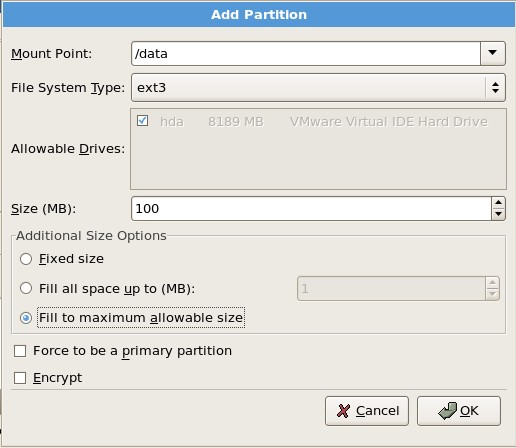 Add Partition
Mount Point: /data
File System Type: ext3
Allowable Drives: hda 8189 MB VMware Virtual IDE Hard Drive
Size (MB): 100
Additional Size Options
Fixed size
Fill all space up to (MB): 1
Fill to maximum allowable size
Force to be a primary partition
Encrypt
Cancel OK